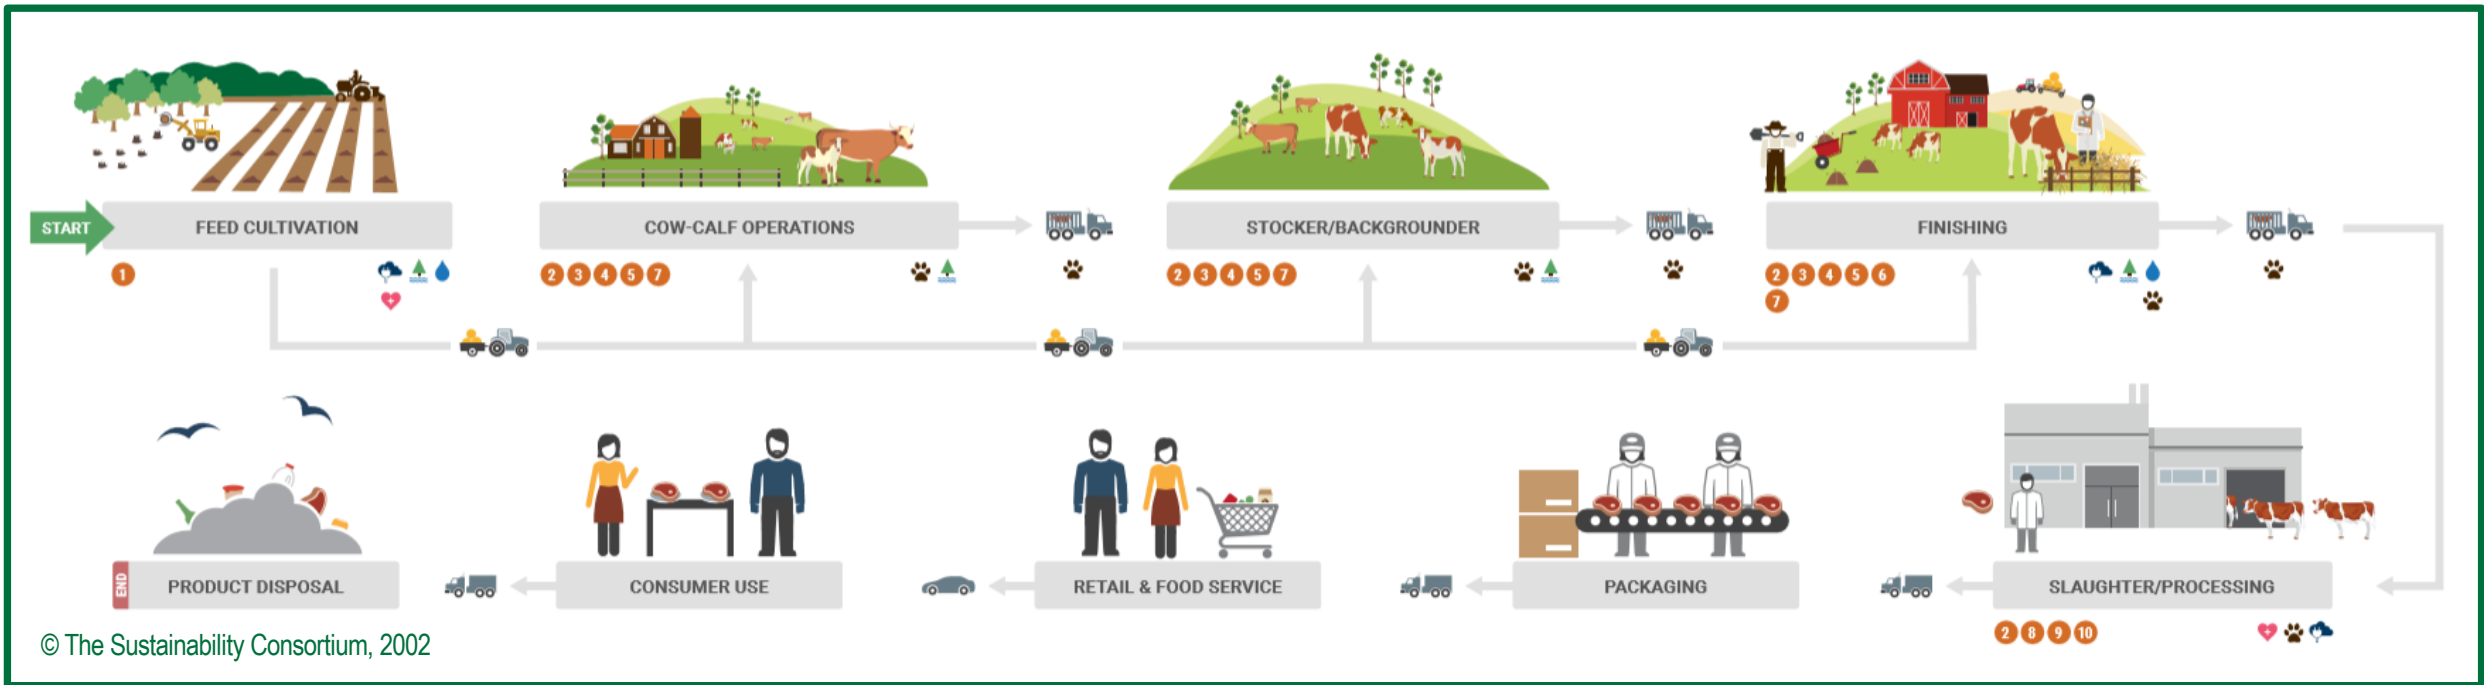 START
FEED CULTIVATION
COW-CALF OPERATIONS
STOCKER/BACKGROUNDER
FINISHING
1
2 3 4 5 7
2 3 4 5 7
2 3 4 5 6
7
END
PRODUCT DISPOSAL
CONSUMER USE
RETAIL & FOOD SERVICE
PACKAGING
SLAUGHTER/PROCESSING
2 8 9 10
© The Sustainability Consortium, 2002